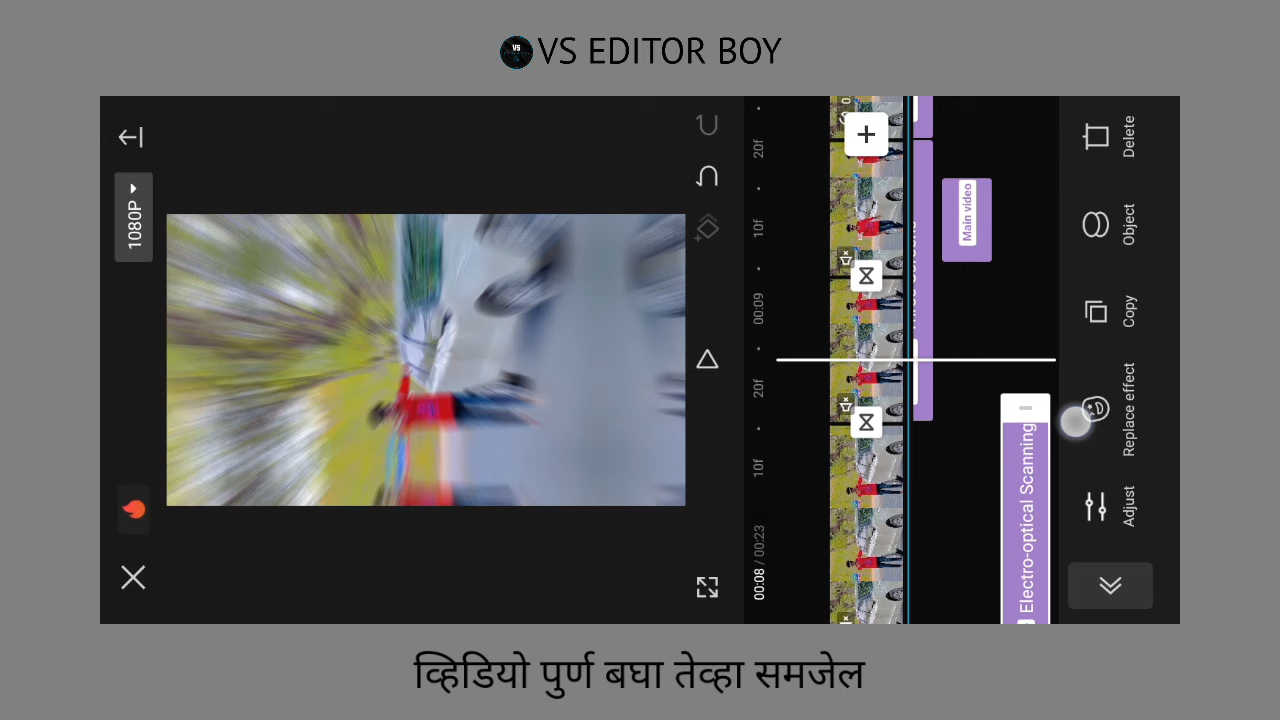 VS
VS EDITOR BOY
1080P
20f
10f
00:09
20f
10f
00:08 / 00:23
Main video
Electro-optical Scanning
Delete
Object
Copy
Replace effect
Adjust
व्हिडियो पुर्ण बघा तेव्हा समजेल